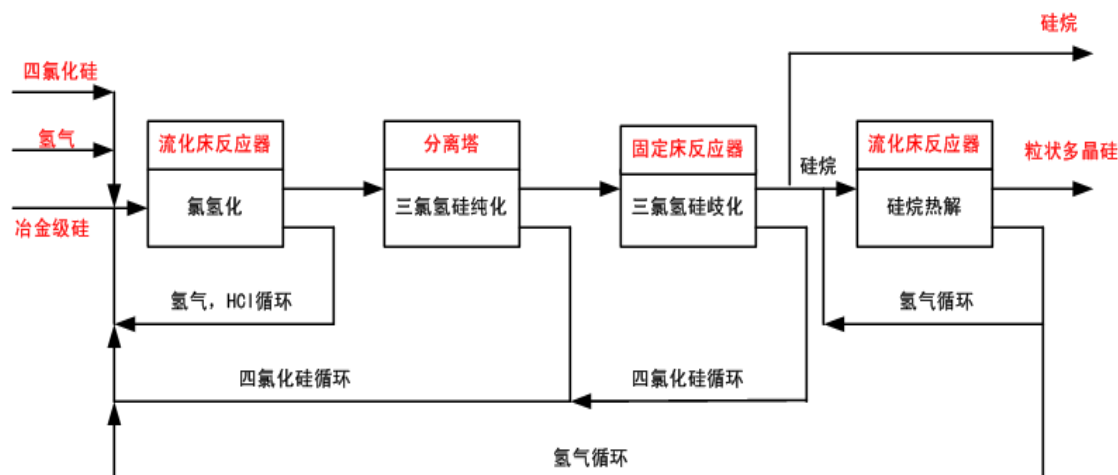 硅烷
四氯化硅
氢气
流化床反应器
分离塔
固定床反应器
流化床反应器
硅烷
粒状多晶硅
氯氢化
三氯氢硅纯化
三氯氢硅歧化
硅烷热解
冶金级硅
氢气，HCl循环
氢气循环
四氯化硅循环
四氯化硅循环
氢气循环